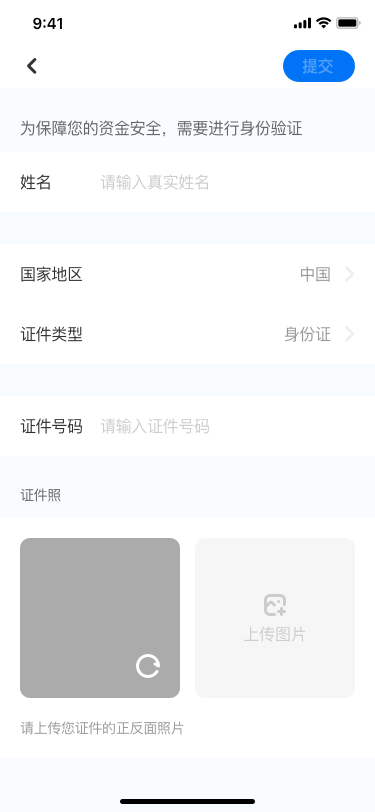 9:41
提交
为保障您的资金安全，需要进行身份验证
姓名 请输入真实姓名
国家地区 中国
证件类型 身份证
证件号码 请输入证件号码
证件照
上传图片
请上传您证件的正反面照片